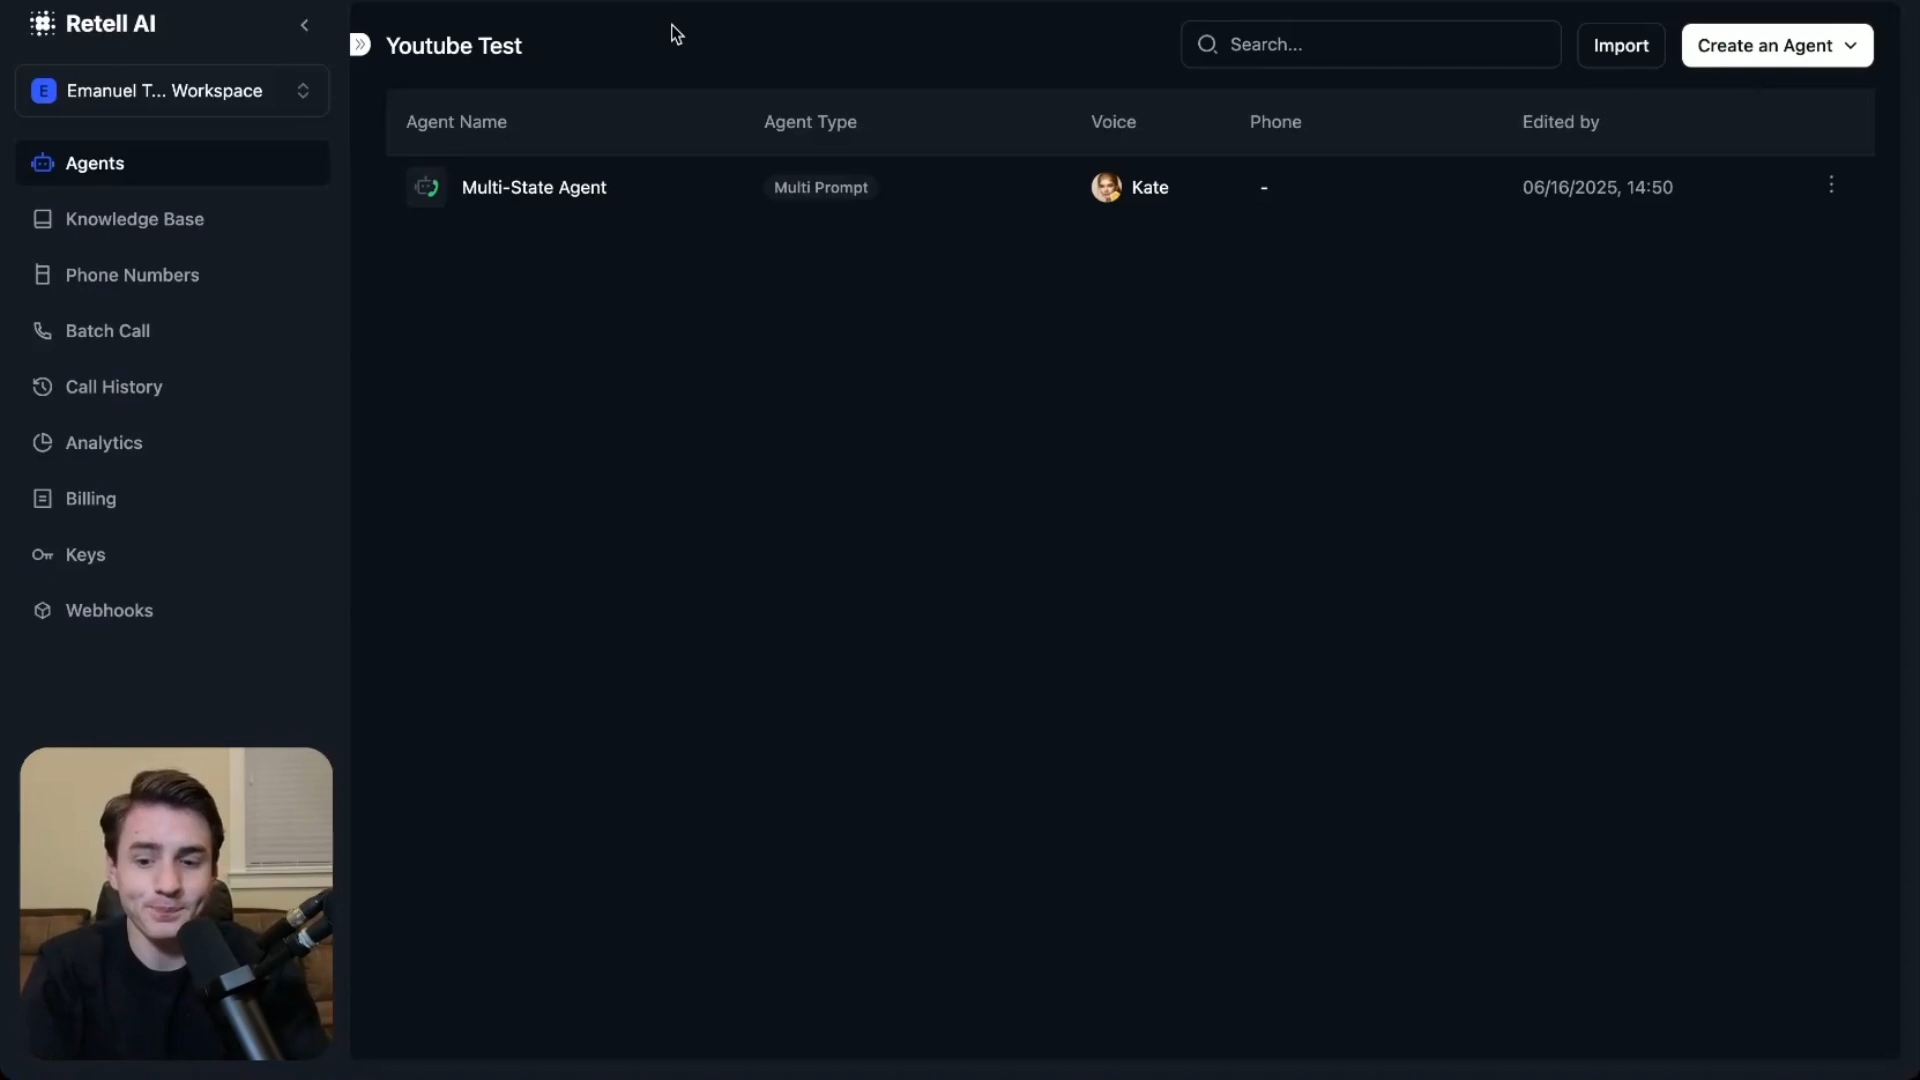 Retell AI
E Emanuel T... Workspace
Agents
Knowledge Base
Phone Numbers
Batch Call
Call History
Analytics
Billing
Keys
Webhooks
Youtube Test
Search...
Import
Create an Agent
Agent Name Agent Type Voice Phone Edited by
Multi-State Agent Multi Prompt Kate - 06/16/2025, 14:50